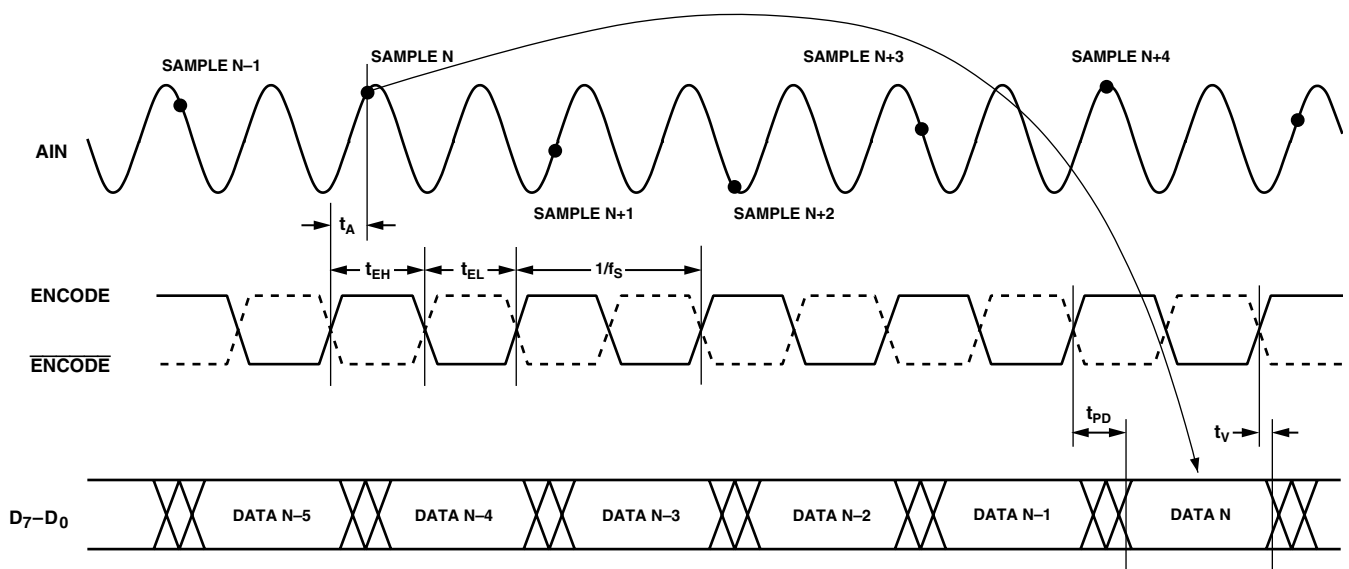 SAMPLE N–1
SAMPLE N
SAMPLE N+3
SAMPLE N+4
AIN
SAMPLE N+1
SAMPLE N+2
tA
tEH
tEL
1/fS
ENCODE
ENCODE
tPD
tV
D7–D0
DATA N–5
DATA N–4
DATA N–3
DATA N–2
DATA N–1
DATA N